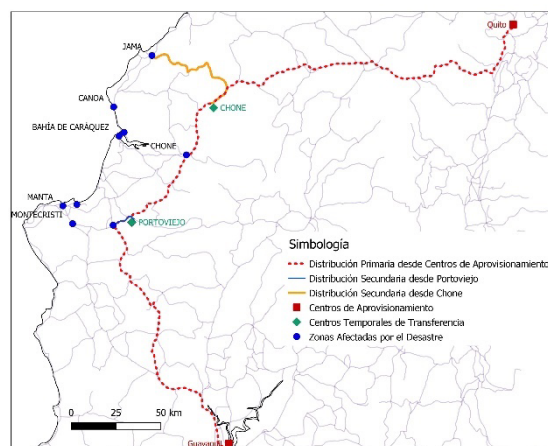 Quito
JAMA
CANOA
CHONE
BAHÍA DE CARÁQUEZ
CHONE
MANTA
MONTECRISTI
PORTOVIEJO
Simbología
Distribución Primaria desde Centros de Aprovisionamiento
Distribución Secundaria desde Portoviejo
Distribución Secundaria desde Chone
Centros de Aprovisionamiento
Centros Temporales de Transferencia
Zonas Afectadas por el Desastre
0 25 50 km
Guayaquil